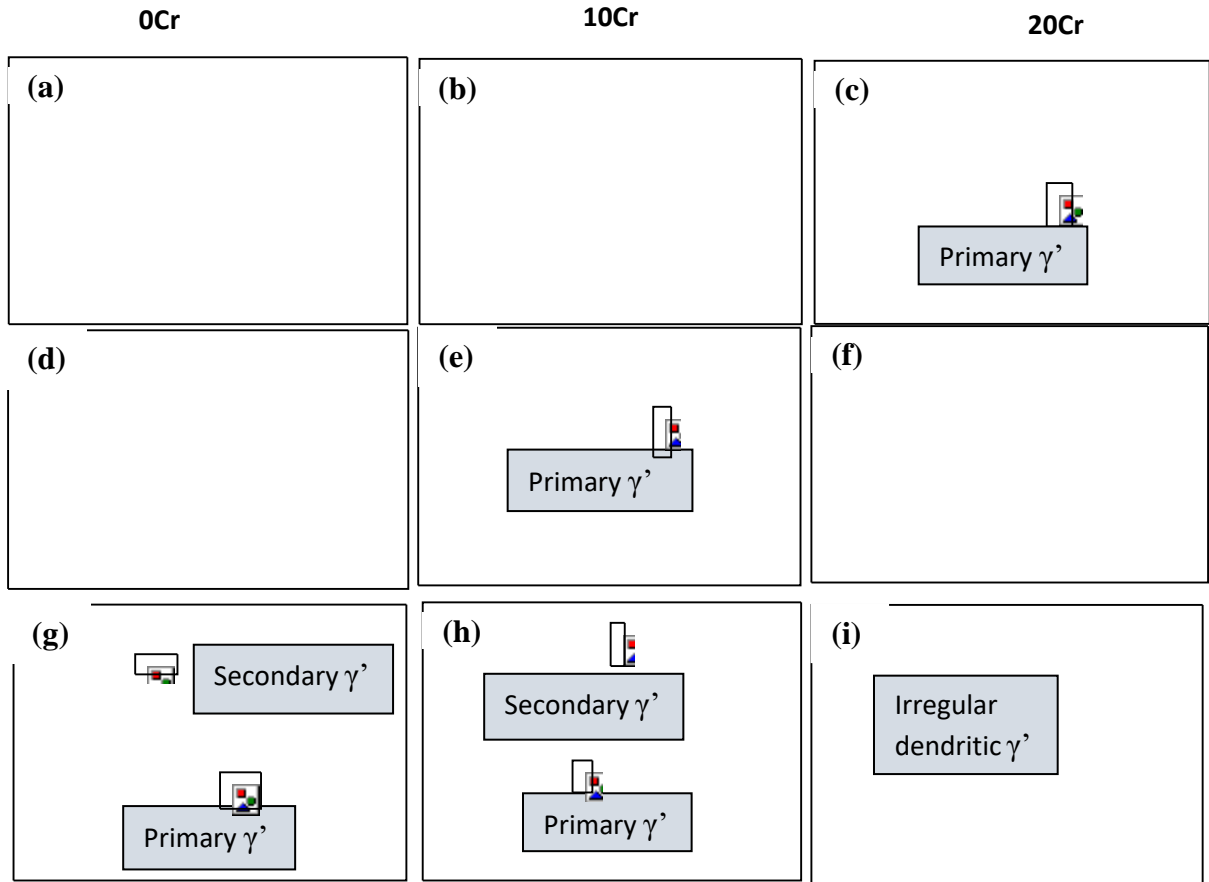 0Cr
10Cr
20Cr
(a)
(b)
(c)
Primary γ’
(d)
(e)
Primary γ’
(f)
(g)
Secondary γ’
Primary γ’
(h)
Secondary γ’
Primary γ’
(i)
Irregular
dendritic γ’